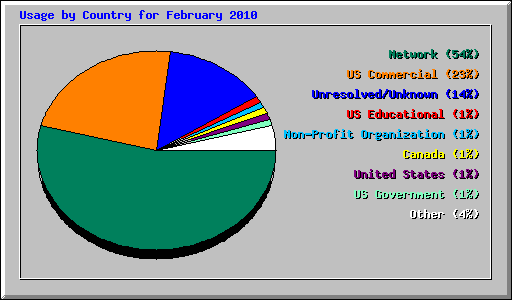 Usage by Country for February 2010
Network (54%)
US Commercial (23%)
Unresolved/Unknown (14%)
US Educational (1%)
Non-Profit Organization (1%)
Canada (1%)
United States (1%)
US Government (1%)
Other (4%)